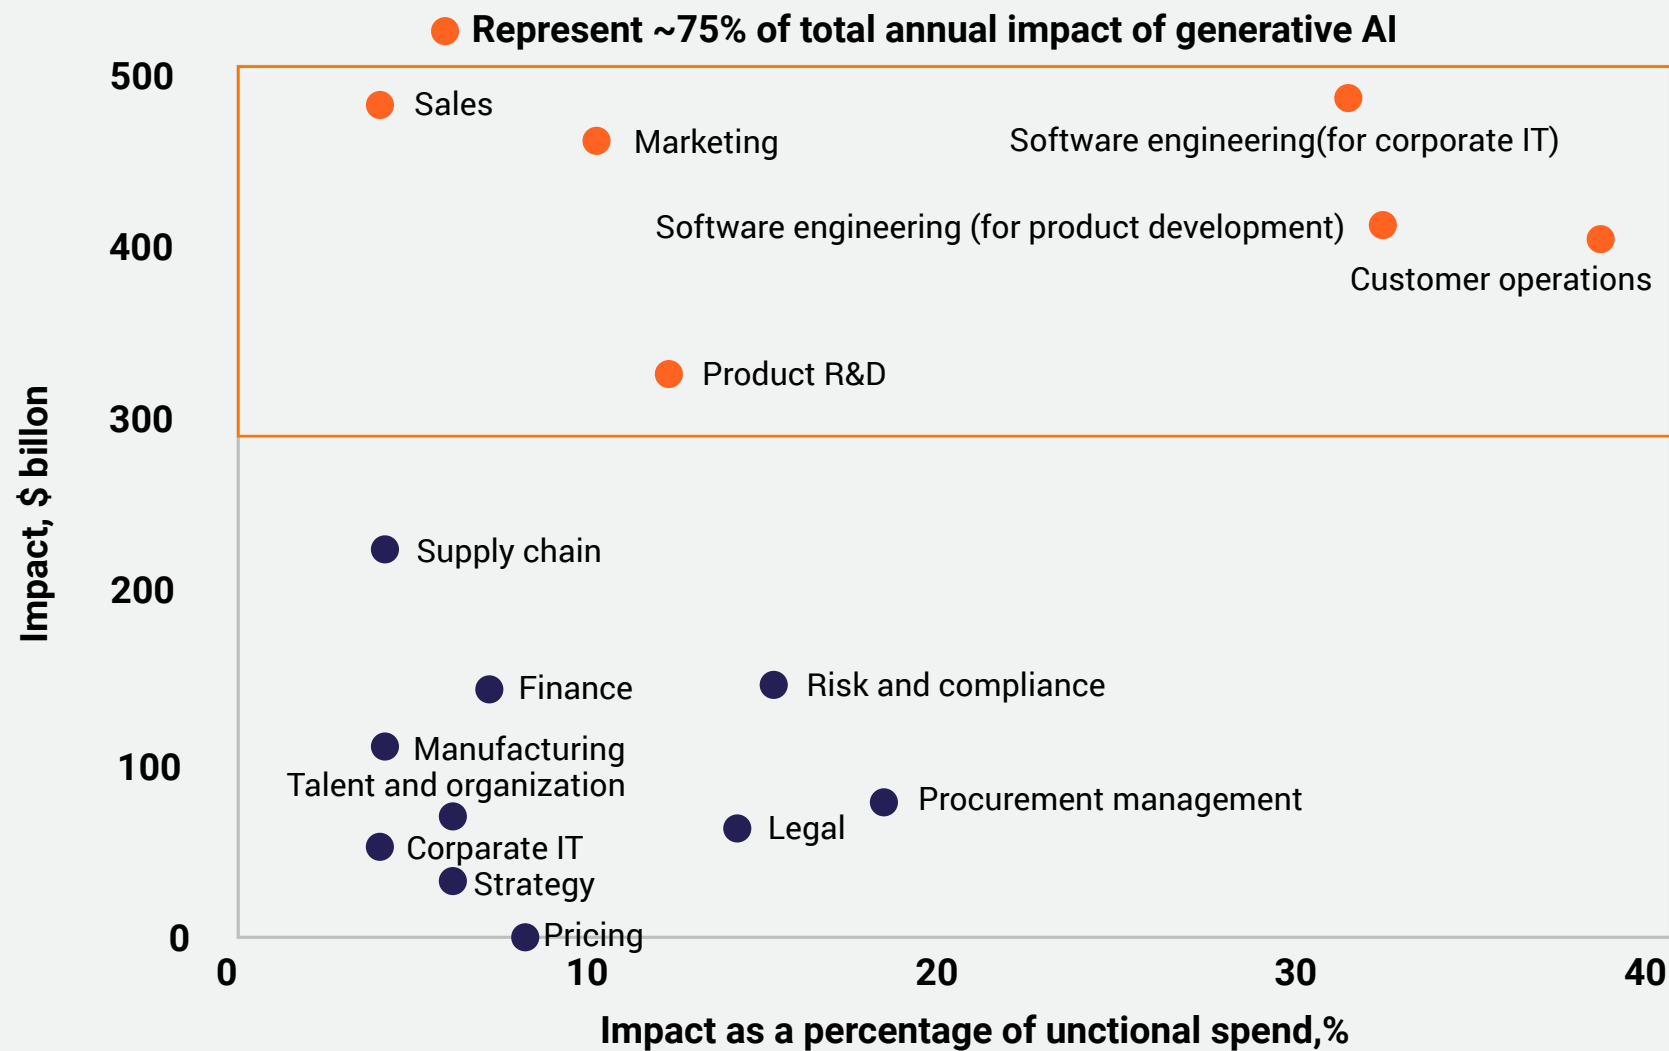 Represent ~75% of total annual impact of generative AI
500
Sales
Marketing
Software engineering(for corporate IT)
Software engineering (for product development)
400
Customer operations
Product R&D
300
Impact, $ billon
Supply chain
200
Finance
Risk and compliance
Manufacturing
100
Talent and organization
Procurement management
Legal
Corparate IT
Strategy
Pricing
0
0 10 20 30 40
Impact as a percentage of unctional spend,%